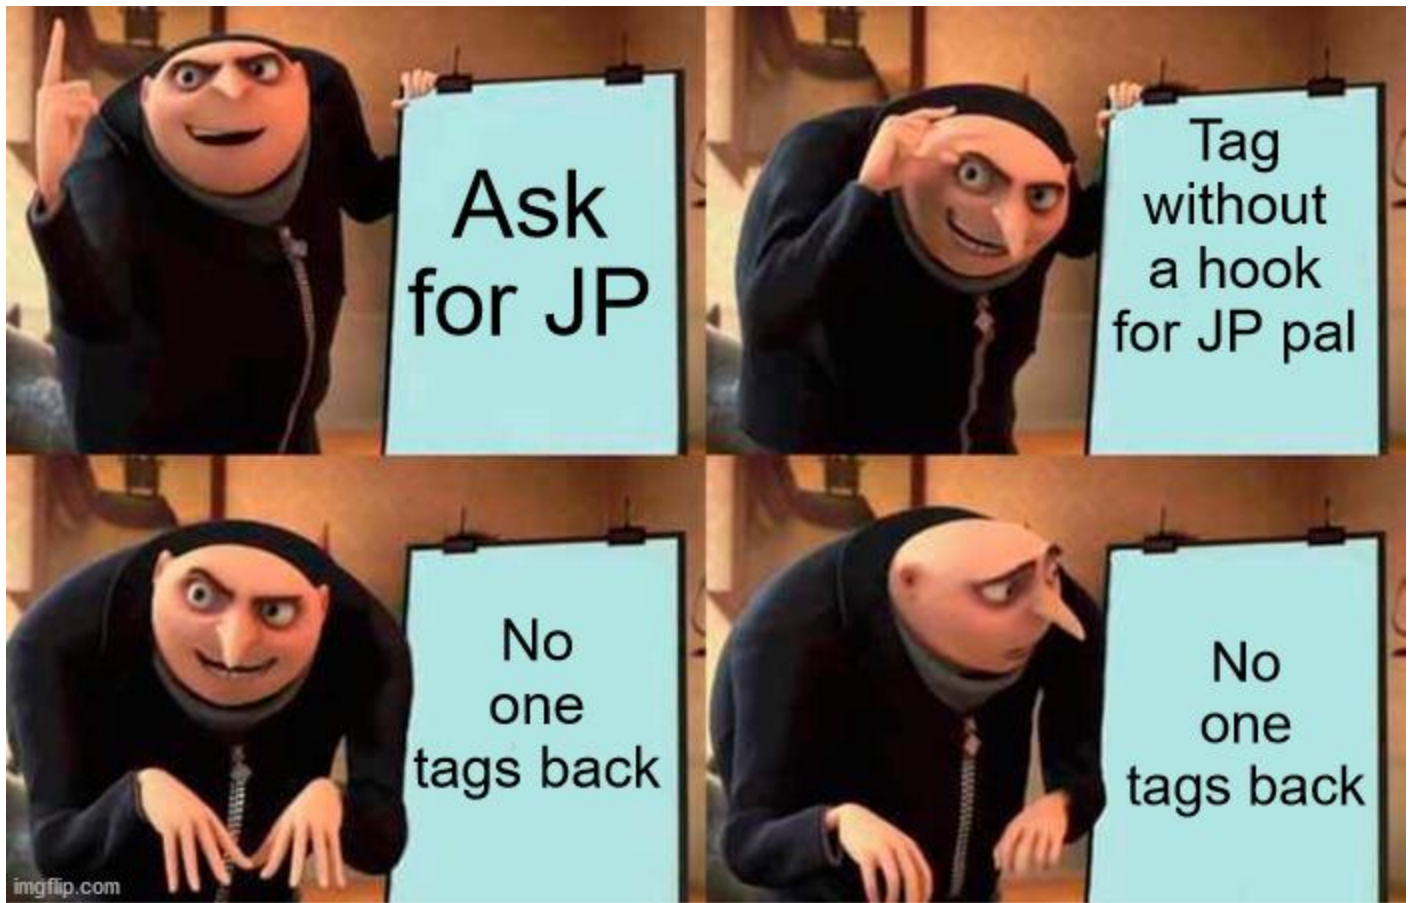 Ask
for JP
Tag
without
a hook
for JP pal
No
one
tags back
No
one
tags back
imgflip.com